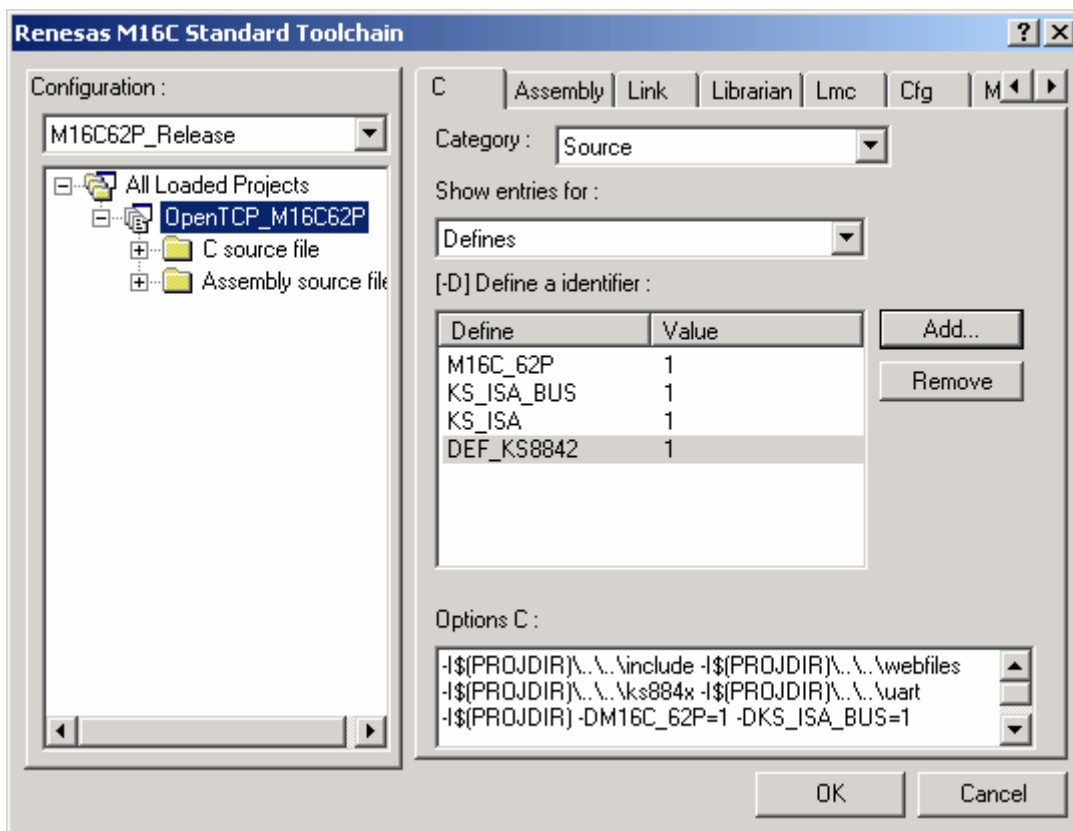 Renesas M16C Standard Toolchain
Configuration :
M16C62P_Release
All Loaded Projects
OpenTCP_M16C62P
C source file
Assembly source file
C Assembly Link Librarian Lmc Cfg M
Category : Source
Show entries for :
Defines
[-D] Define a identifier :
Define Value
M16C_62P 1
KS_ISA_BUS 1
KS_ISA 1
DEF_KS8842 1
Add...
Remove
Options C :
-I$(PROJDIR)\..\..\include -I$(PROJDIR)\..\..\webfiles
-I$(PROJDIR)\..\..\ks884x -I$(PROJDIR)\..\..\uart
-I$(PROJDIR) -DM16C_62P=1 -DKS_ISA_BUS=1
OK Cancel